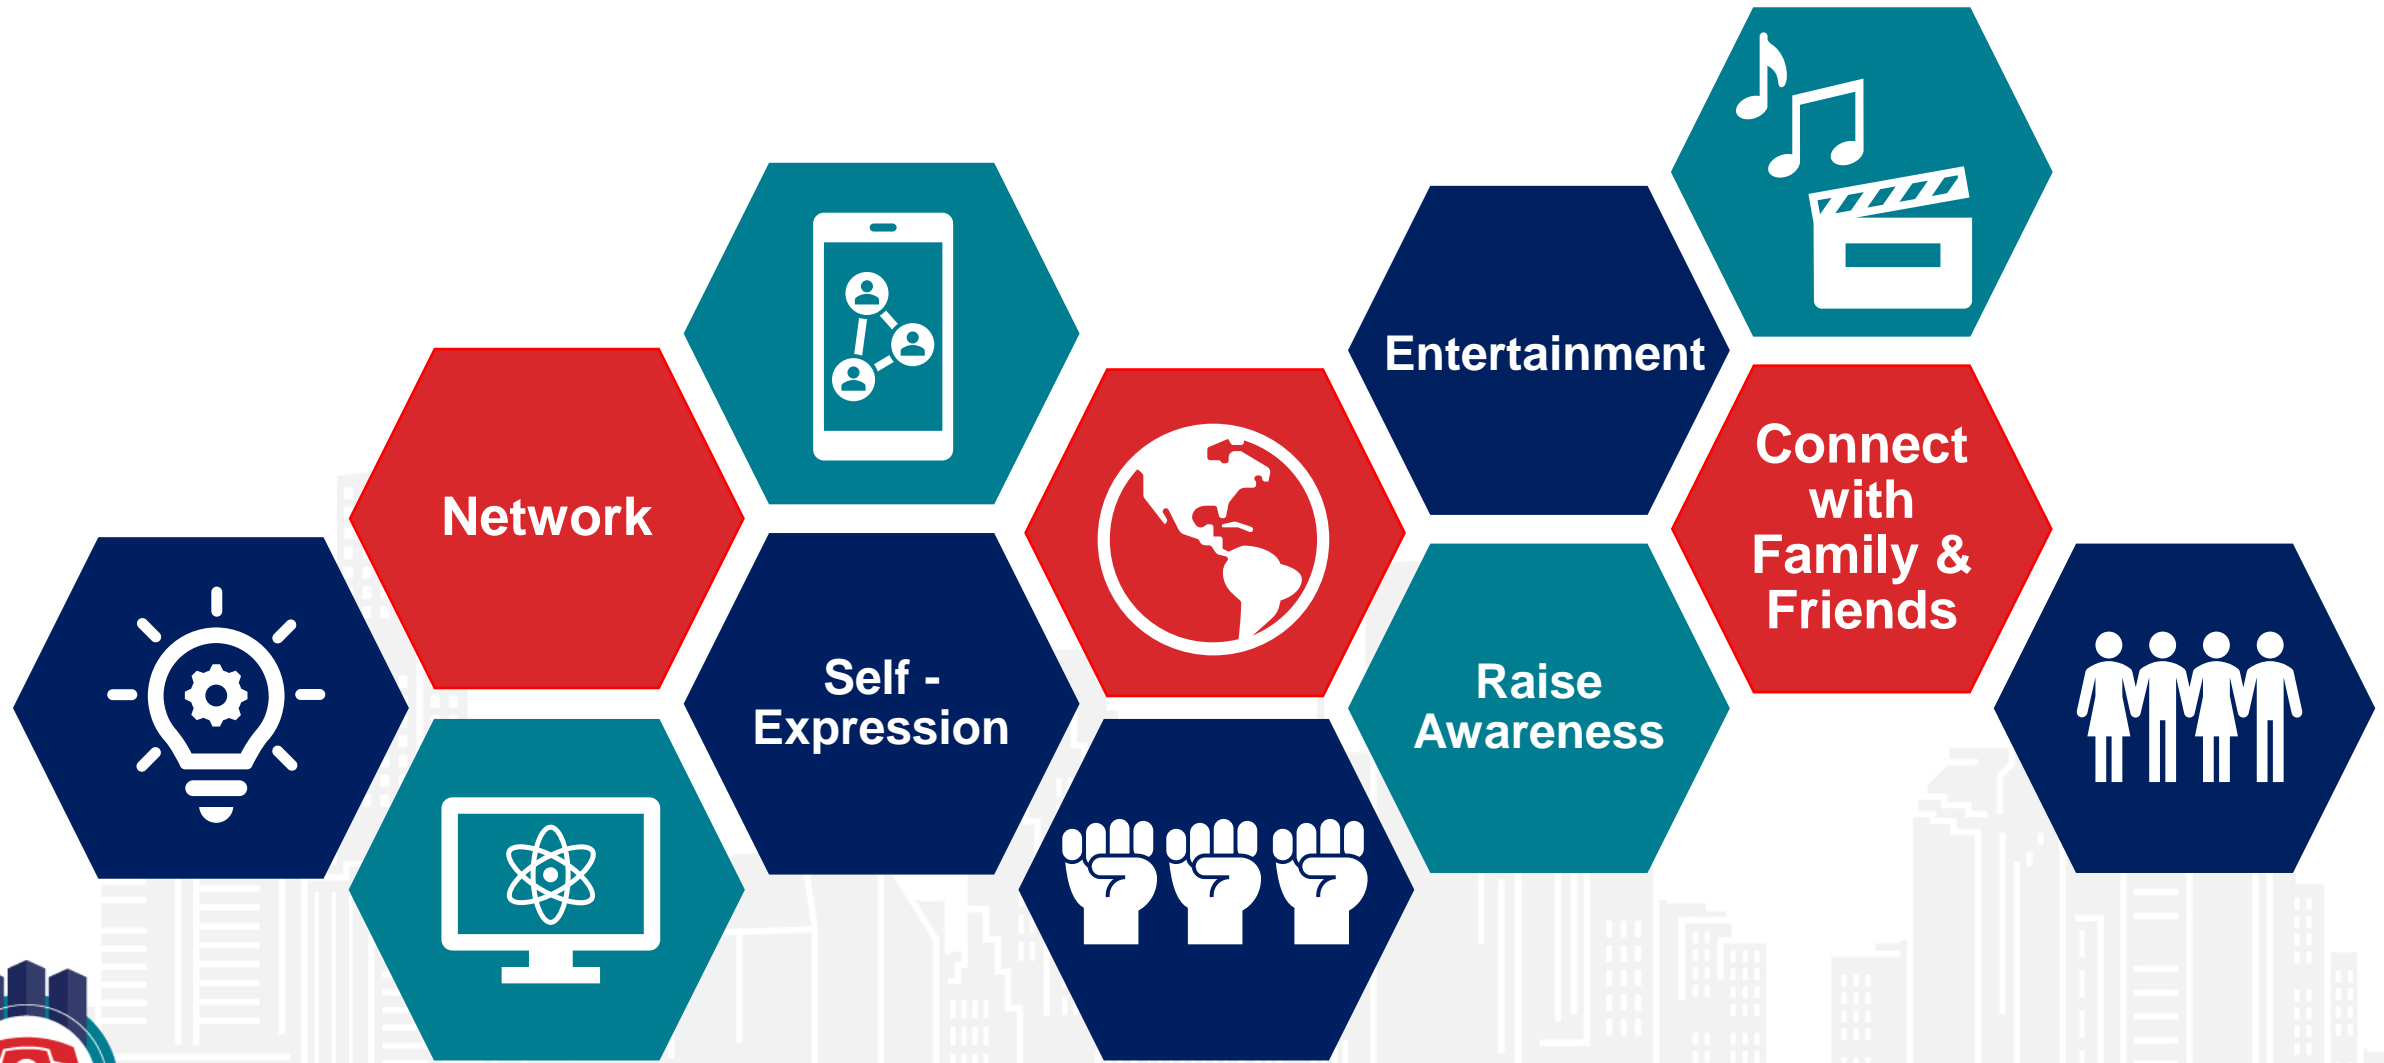 Network
Self -
Expression
Entertainment
Raise
Awareness
Connect
with
Family &
Friends